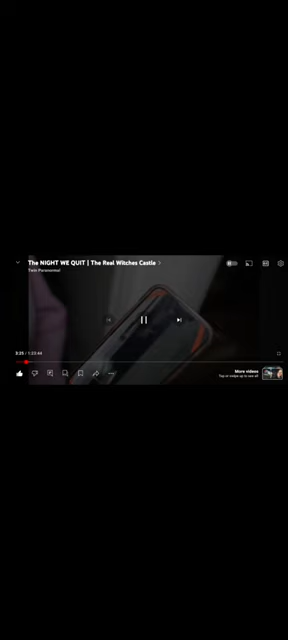 The NIGHT WE QUIT | The Real Witches Castle
Twin Paranormal
3:25 / 1:23:44
More videos
Tap or swipe up to see all